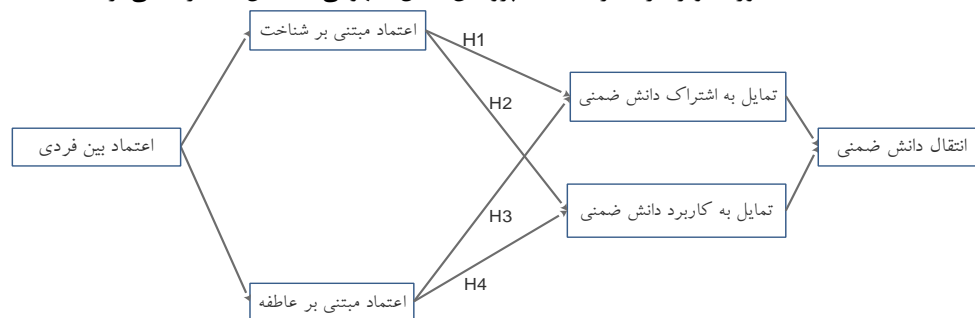 اعتماد مبتنی بر شناخت
H1
تمایل به اشتراک دانش ضمنی
H2
اعتماد بین فردی
انتقال دانش ضمنی
تمایل به کاربرد دانش ضمنی
H3
H4
اعتماد مبتنی بر عاطفه